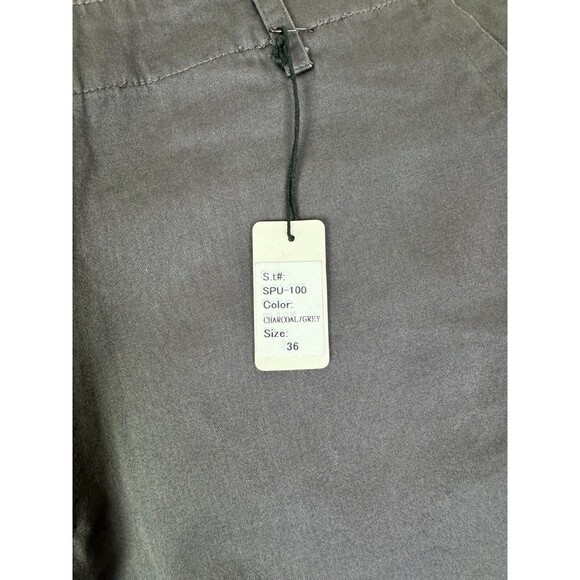 S.t#:
SPU-100
Color:
CHARCOAL/GREY
Size:
36